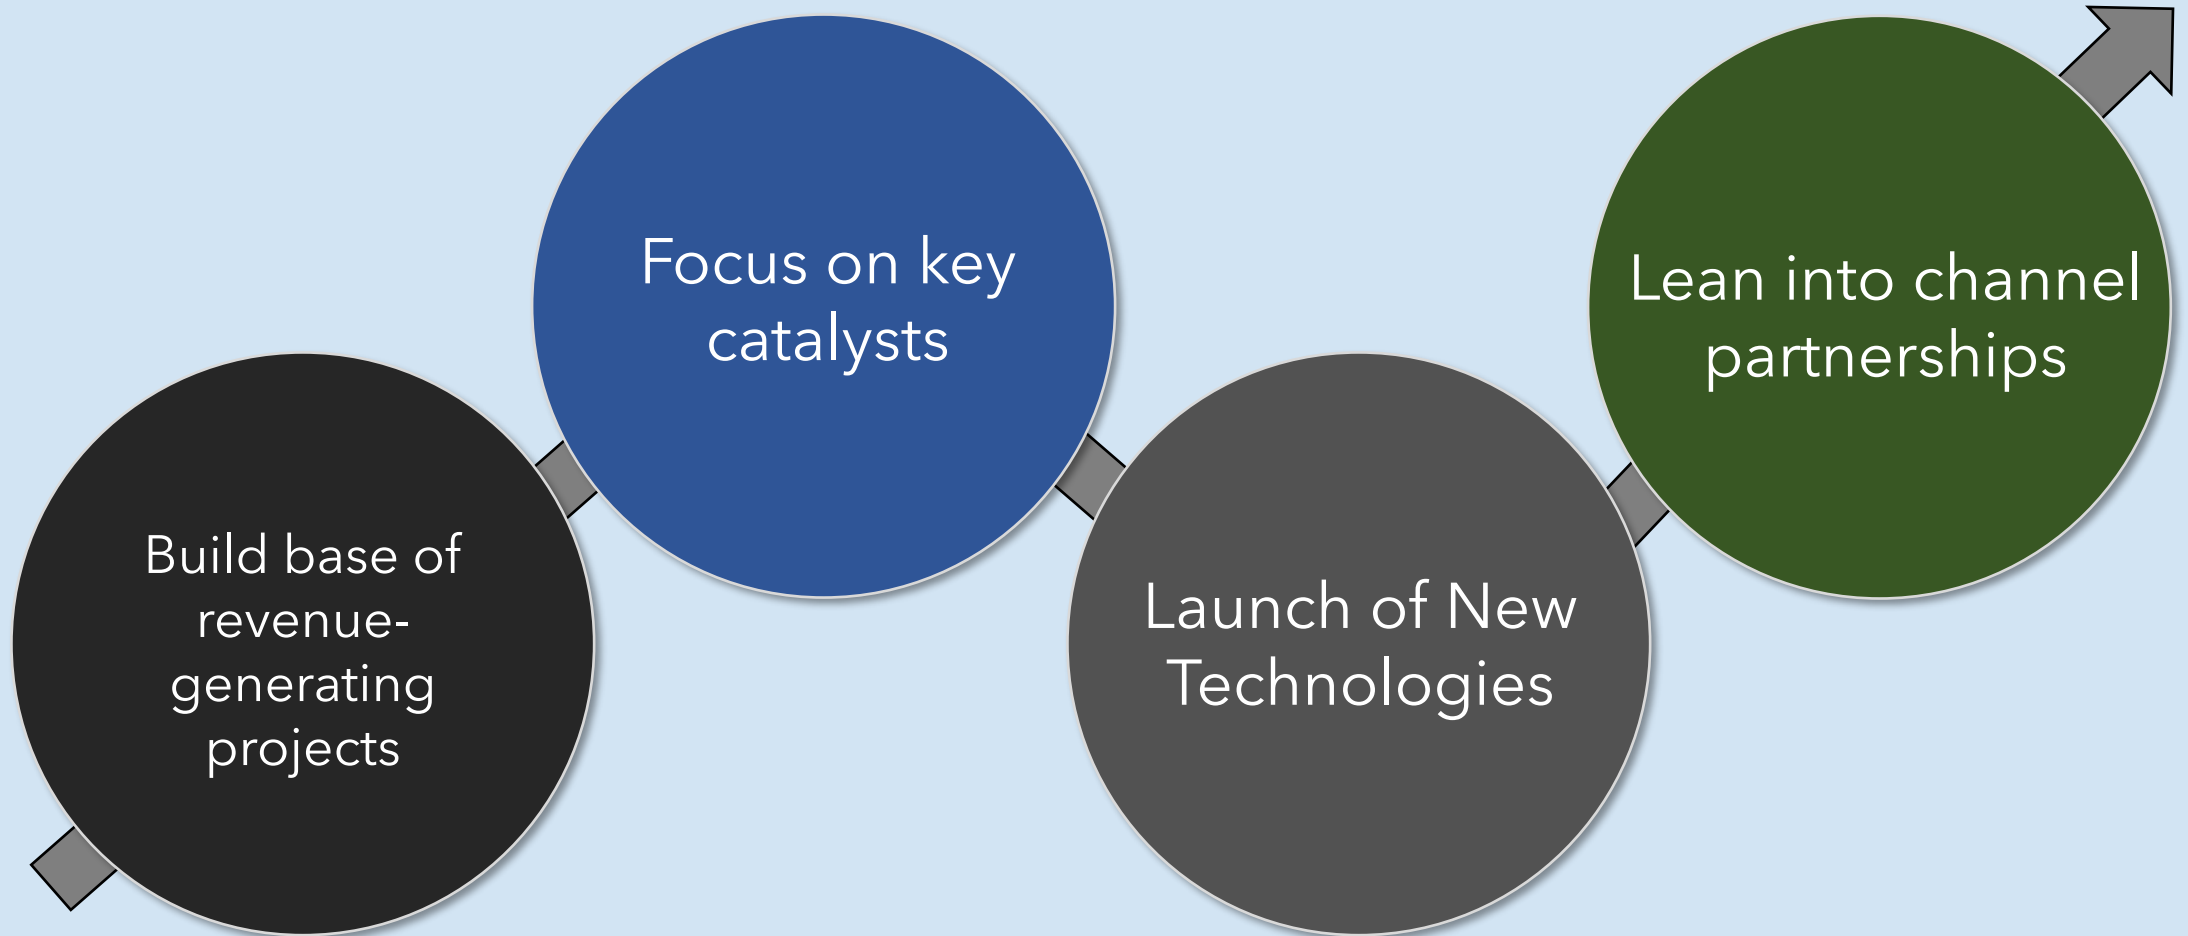 Build base of
revenue-
generating
projects
Focus on key
catalysts
Launch of New
Technologies
Lean into channel
partnerships